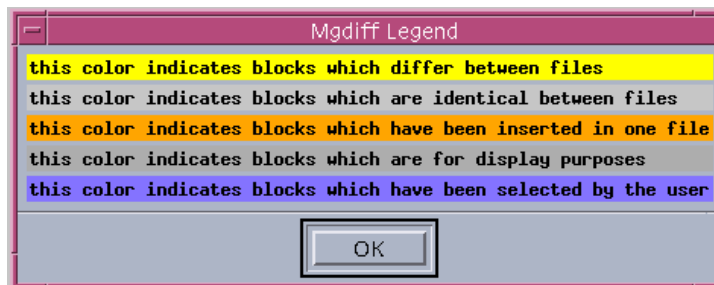 Mgdiff Legend
this color indicates blocks which differ between files
this color indicates blocks which are identical between files
this color indicates blocks which have been inserted in one file
this color indicates blocks which are for display purposes
this color indicates blocks which have been selected by the user
OK